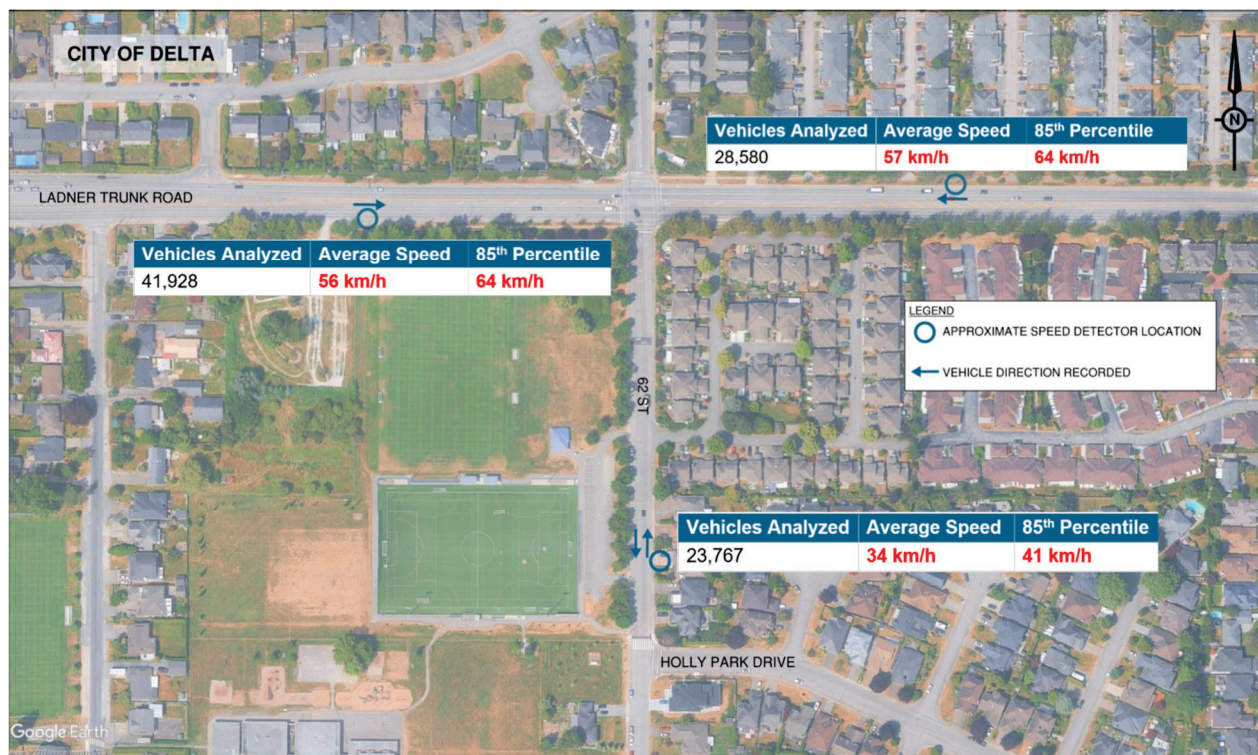 CITY OF DELTA
N
Vehicles Analyzed Average Speed 85th Percentile
28,580 57 km/h 64 km/h
LADNER TRUNK ROAD
Vehicles Analyzed Average Speed 85th Percentile
41,928 56 km/h 64 km/h
LEGEND
APPROXIMATE SPEED DETECTOR LOCATION
VEHICLE DIRECTION RECORDED
62 ST
Vehicles Analyzed Average Speed 85th Percentile
23,767 34 km/h 41 km/h
HOLLY PARK DRIVE
Google Earth